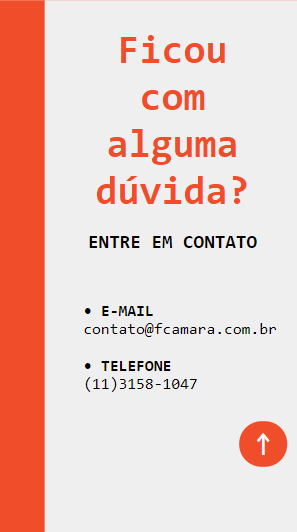 Ficou
com
alguma
dúvida?
ENTRE EM CONTATO
• E-MAIL
contato@fcamara.com.br
• TELEFONE
(11)3158-1047